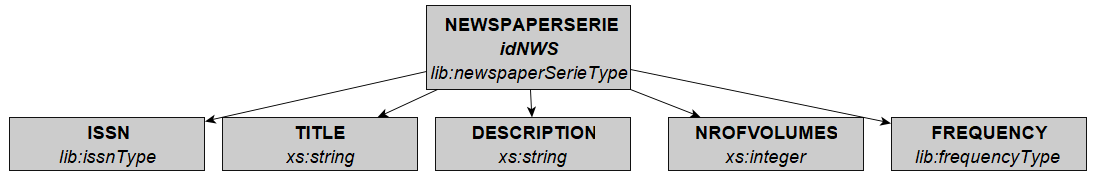 NEWSPAPERSERIE
idNWS
lib:newspaperSerieType
ISSN
lib:issnType
TITLE
xs:string
DESCRIPTION
xs:string
NROFVOLUMES
xs:integer
FREQUENCY
lib:frequencyType